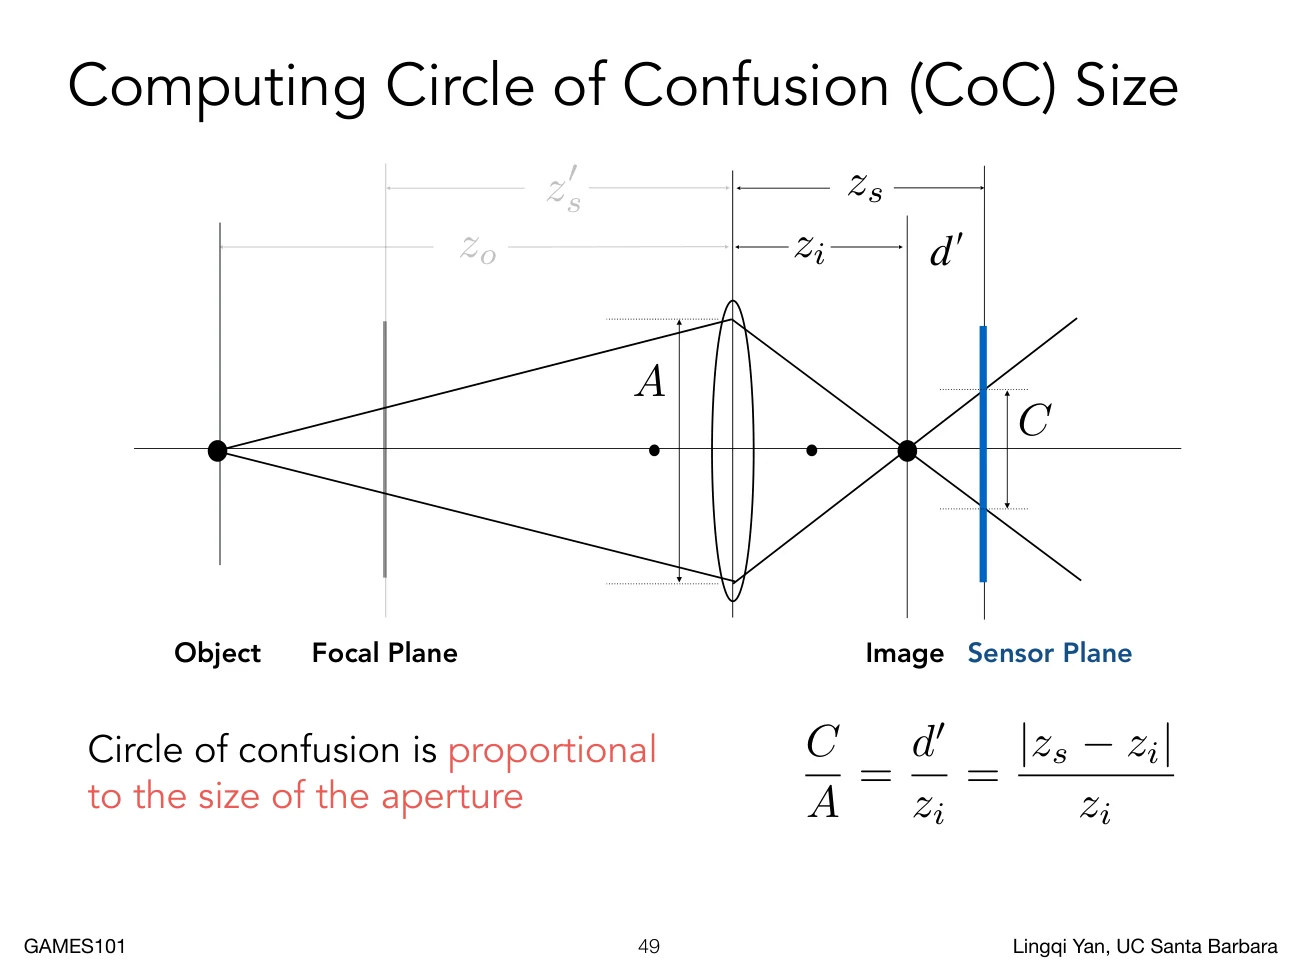 Computing Circle of Confusion (CoC) Size
z's
zs
zo
zi
d'
A
C
Object
Focal Plane
Image
Sensor Plane
Circle of confusion is proportional
to the size of the aperture
C/A = d'/zi = |zs − zi|/zi
GAMES101
49
Lingqi Yan, UC Santa Barbara